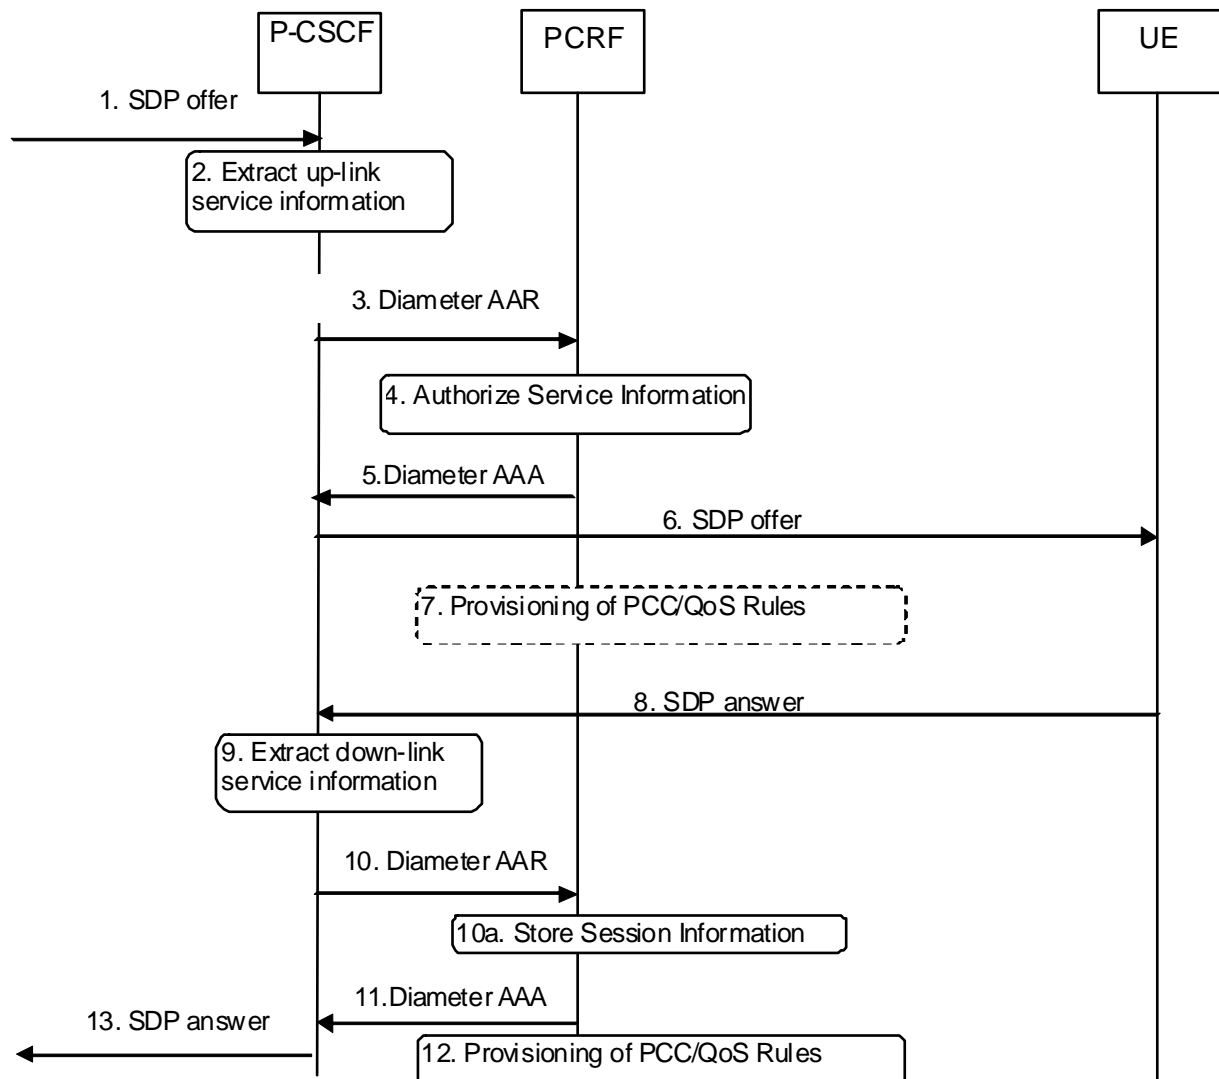 P-CSCF
PCRF
UE
1. SDP offer
2. Extract up-link
service information
3. Diameter AAR
4. Authorize Service Information
5.Diameter AAA
6. SDP offer
7. Provisioning of PCC/QoS Rules
8. SDP answer
9. Extract down-link
service information
10. Diameter AAR
10a. Store Session Information
11.Diameter AAA
13. SDP answer
12. Provisioning of PCC/QoS Rules